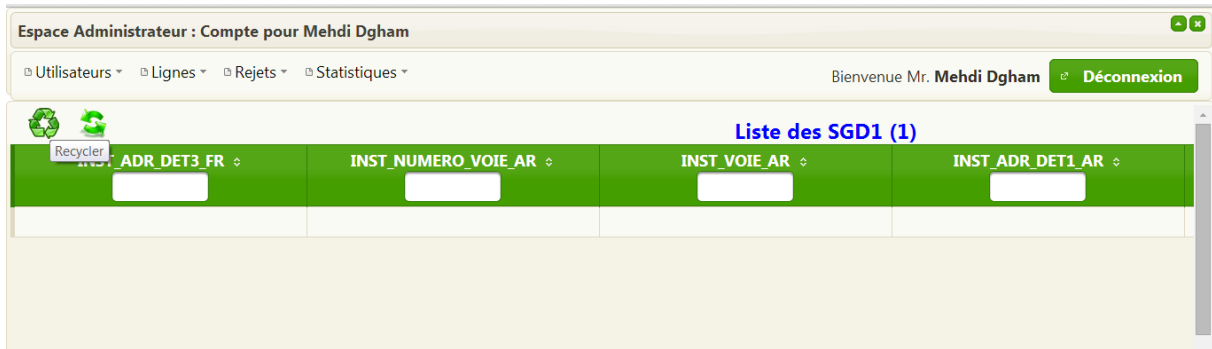 Espace Administrateur : Compte pour Mehdi Dgham
Utilisateurs Lignes Rejets Statistiques Bienvenue Mr. Mehdi Dgham Déconnexion
Liste des SGD1 (1)
Recycler
INST_ADR_DET3_FR INST_NUMERO_VOIE_AR INST_VOIE_AR INST_ADR_DET1_AR